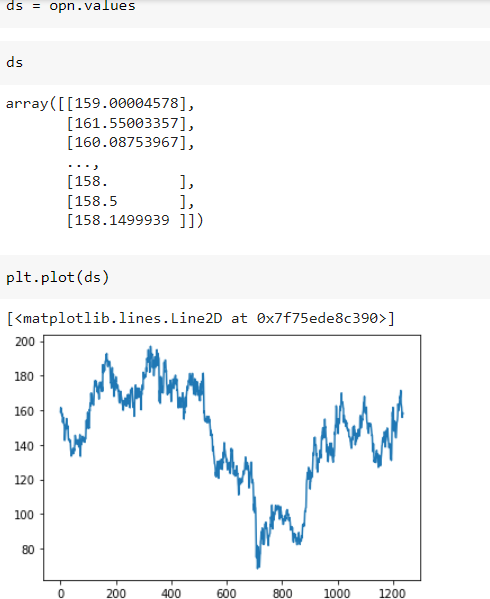 ds = opn.values
ds
array([[159.00004578],
       [161.55003357],
       [160.08753967],
       ...,
       [158.        ],
       [158.5       ],
       [158.1499939 ]])
plt.plot(ds)
[<matplotlib.lines.Line2D at 0x7f75ede8c390>]
200
180
160
140
120
100
80
0 200 400 600 800 1000 1200